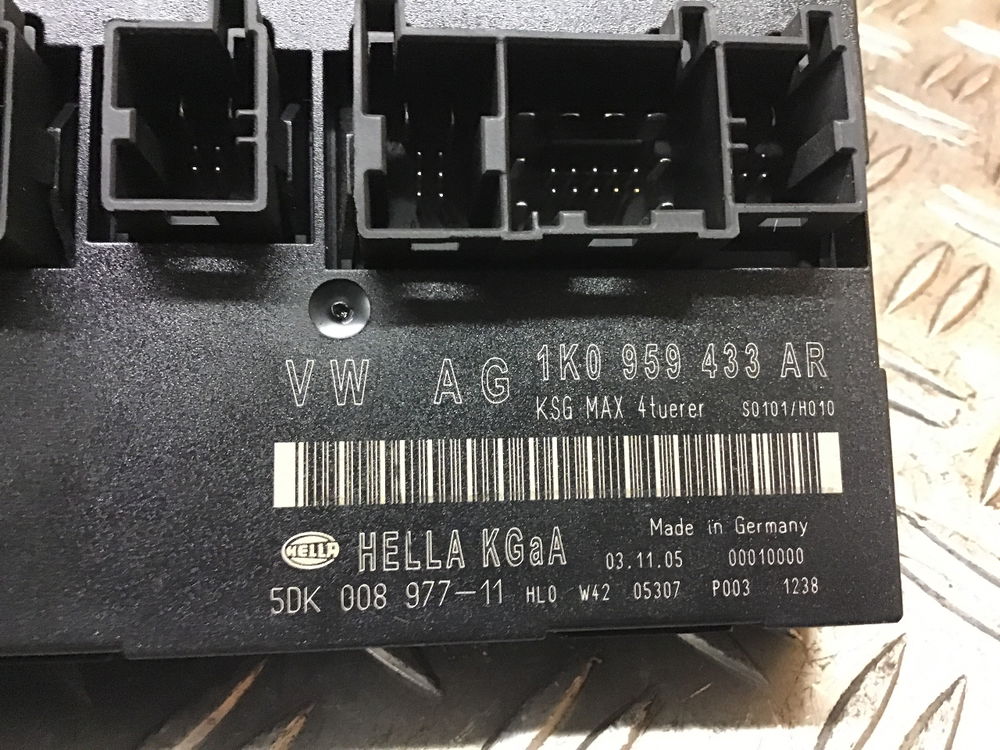 VW AG 1K0 959 433 AR
KSG MAX 4tuerer S0101/H010
HELLA HELLA KGaA Made in Germany
03.11.05 00010000
5DK 008 977-11 HL0 W42 05307 P003 1238